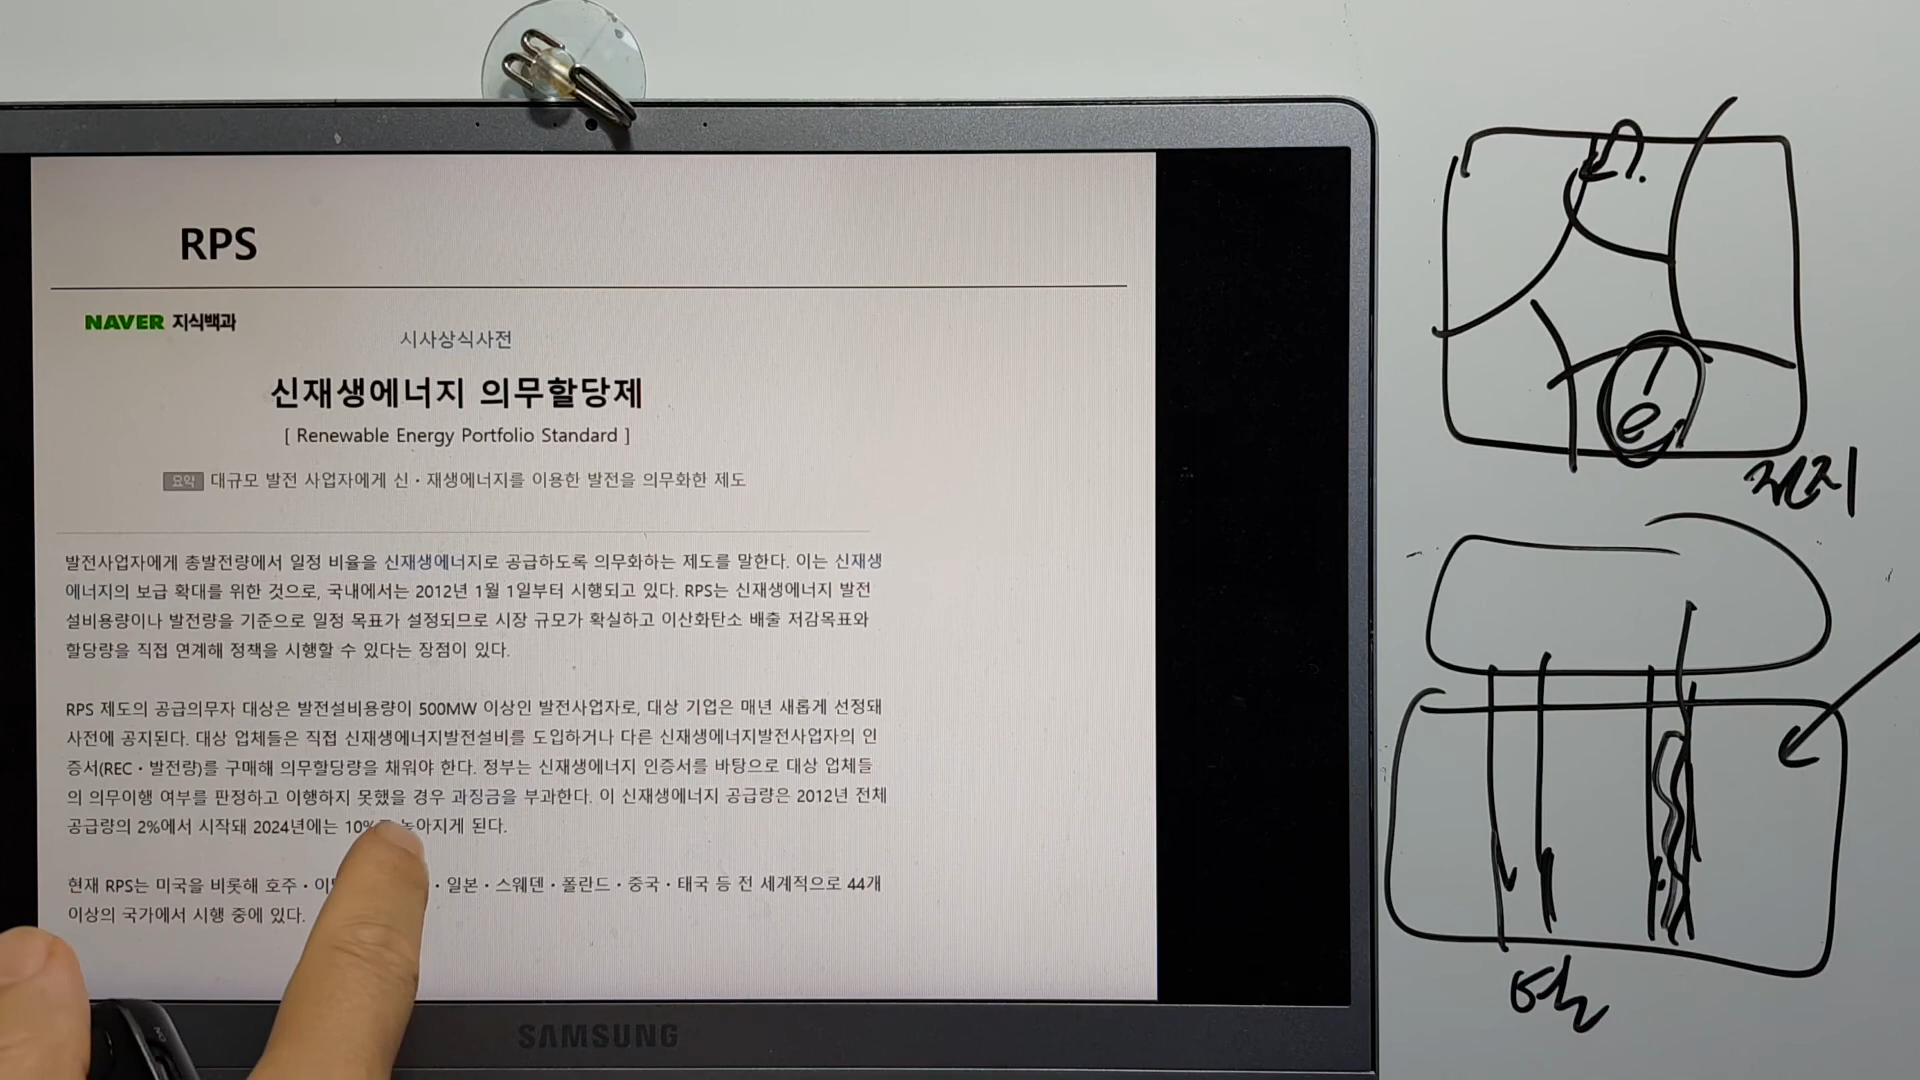 RPS
NAVER 지식백과
시사상식사전
신재생에너지 의무할당제
[ Renewable Energy Portfolio Standard ]
요약 대규모 발전 사업자에게 신·재생에너지를 이용한 발전을 의무화한 제도
발전사업자에게 총발전량에서 일정 비율을 신재생에너지로 공급하도록 의무화하는 제도를 말한다. 이는 신재생
에너지의 보급 확대를 위한 것으로, 국내에서는 2012년 1월 1일부터 시행되고 있다. RPS는 신재생에너지 발전
설비용량이나 발전량을 기준으로 일정 목표가 설정되므로 시장 규모가 확실하고 이산화탄소 배출 저감목표와
할당량을 직접 연계해 정책을 시행할 수 있다는 장점이 있다.
RPS 제도의 공급의무자 대상은 발전설비용량이 500MW 이상인 발전사업자로, 대상 기업은 매년 새롭게 선정돼
사전에 공지된다. 대상 업체들은 직접 신재생에너지발전설비를 도입하거나 다른 신재생에너지발전사업자의 인
증서(REC·발전량)를 구매해 의무할당량을 채워야 한다. 정부는 신재생에너지 인증서를 바탕으로 대상 업체들
의 의무이행 여부를 판정하고 이행하지 못했을 경우 과징금을 부과한다. 이 신재생에너지 공급량은 2012년 전체
공급량의 2%에서 시작돼 2024년에는 10% 높아지게 된다.
현재 RPS는 미국을 비롯해 호주· ·일본·스웨덴·폴란드·중국·태국 등 전 세계적으로 44개
이상의 국가에서 시행 중에 있다.
SAMSUNG
e
전지